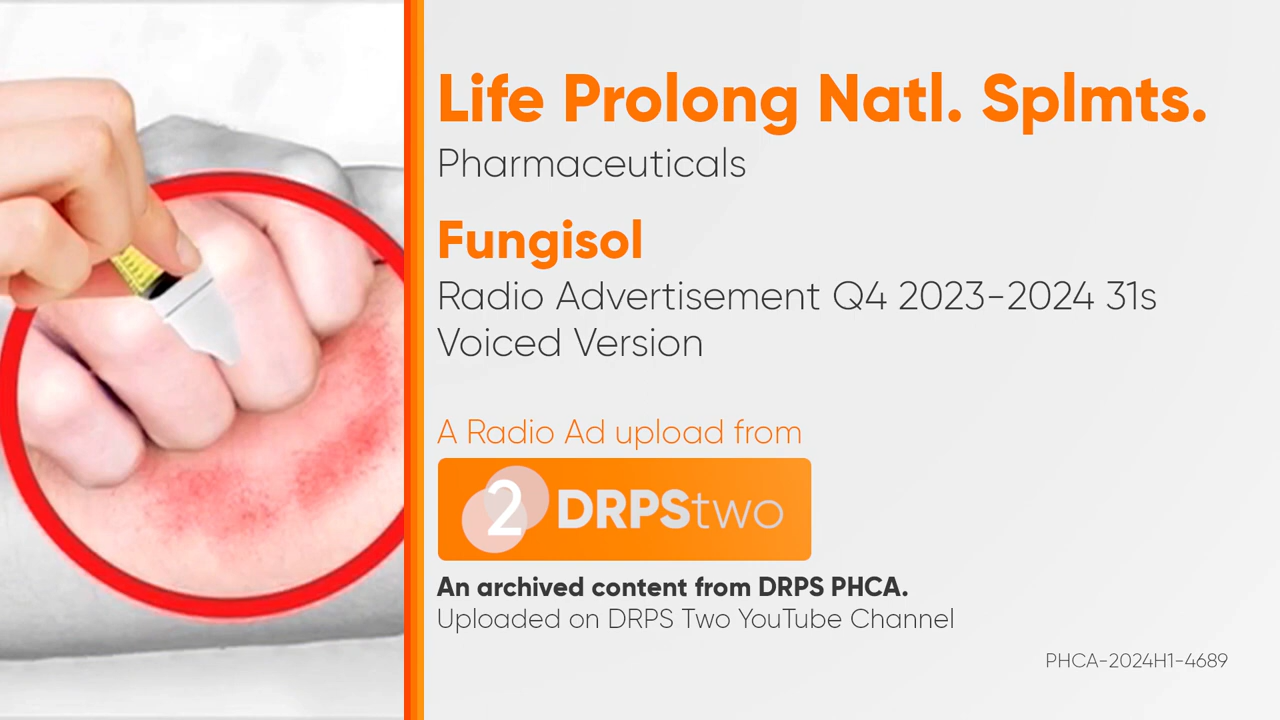 Life Prolong Natl. Splmts.
Pharmaceuticals
Fungisol
Radio Advertisement Q4 2023-2024 31s
Voiced Version
A Radio Ad upload from
2 DRPStwo
An archived content from DRPS PHCA.
Uploaded on DRPS Two YouTube Channel
PHCA-2024H1-4689